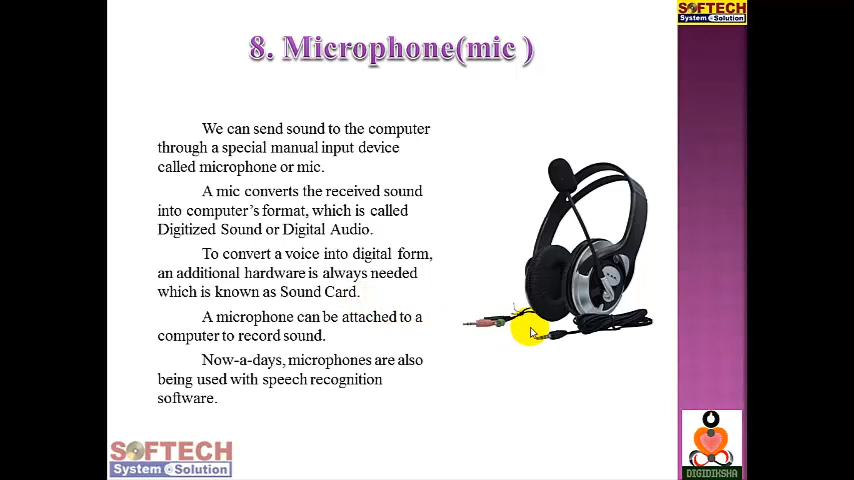 SOFTECH
System Solution
8. Microphone(mic )
We can send sound to the computer
through a special manual input device
called microphone or mic.
A mic converts the received sound
into computer's format, which is called
Digitized Sound or Digital Audio.
To convert a voice into digital form,
an additional hardware is always needed
which is known as Sound Card.
A microphone can be attached to a
computer to record sound.
Now-a-days, microphones are also
being used with speech recognition
software.
SOFTECH
System Solution
DIGIDIKSHA